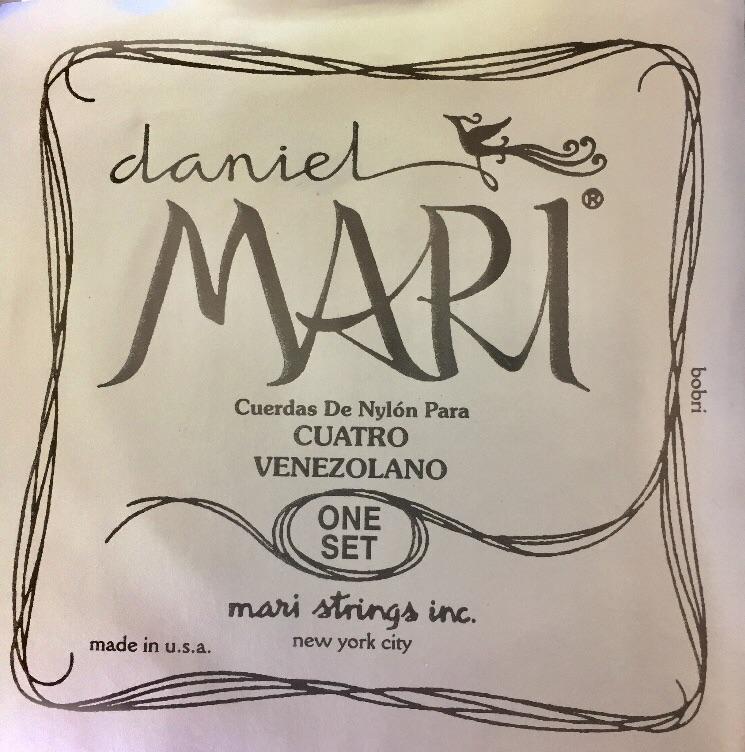 daniel
MARI®
bobri
Cuerdas De Nylón Para
CUATRO
VENEZOLANO
ONE
SET
mari strings inc.
made in u.s.a.
new york city